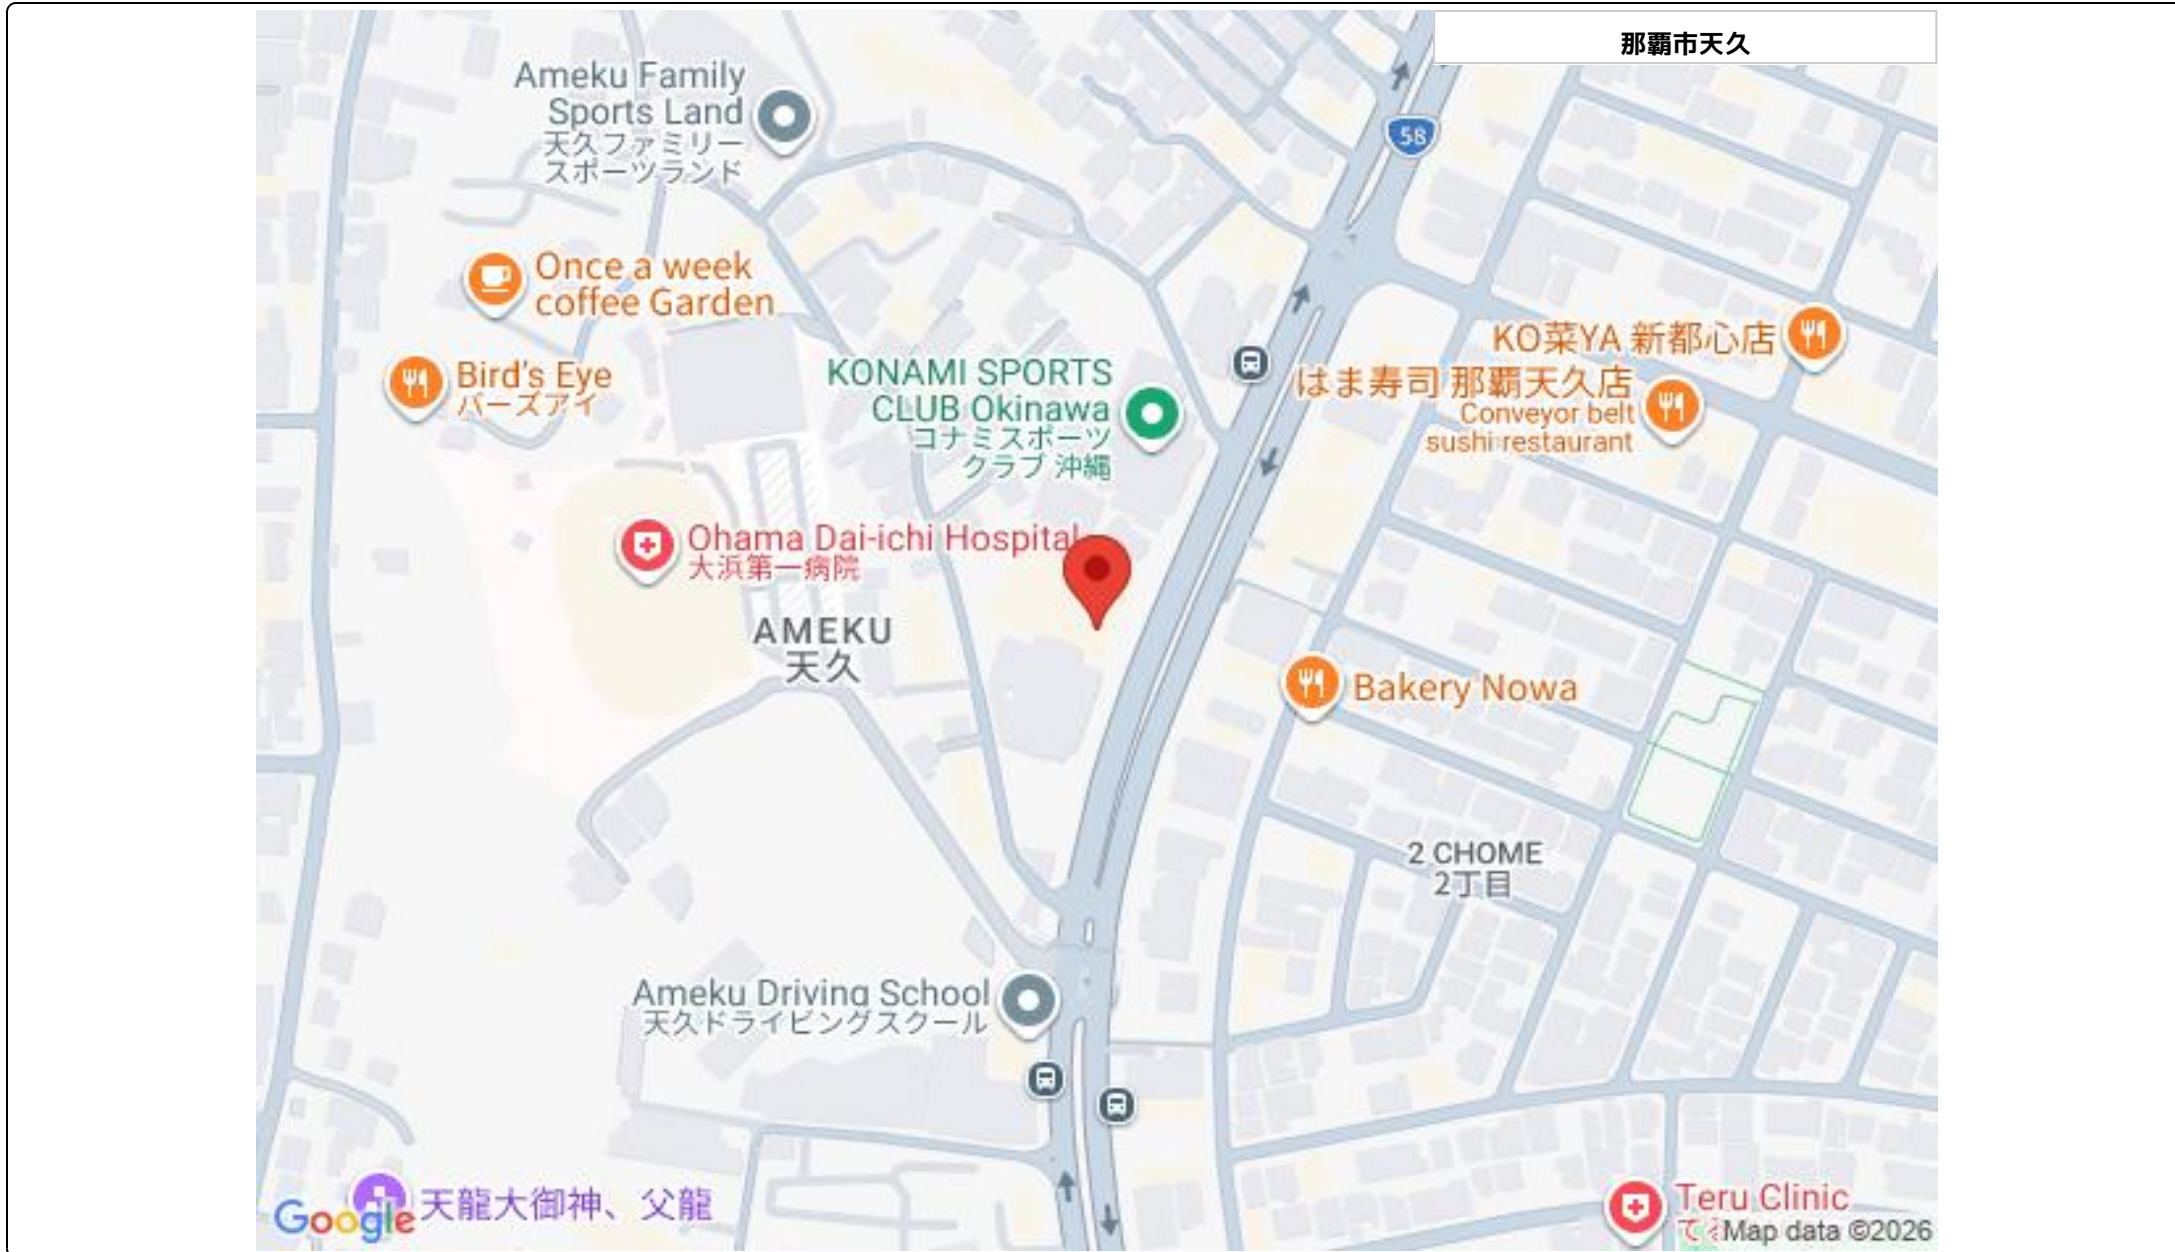 那覇市天久
Ameku Family
Sports Land
天久ファミリー
スポーツランド
58
Once a week
coffee Garden
Bird's Eye
バーズアイ
KONAMI SPORTS
CLUB Okinawa
コナミスポーツ
クラブ 沖縄
KO菜YA 新都心店
はま寿司 那覇天久店
Conveyor belt
sushi restaurant
Ohama Dai-ichi Hospital
大浜第一病院
AMEKU
天久
Bakery Nowa
2 CHOME
2丁目
Ameku Driving School
天久ドライビングスクール
天龍大御神、父龍
Google
Teru Clinic
Map data ©2026